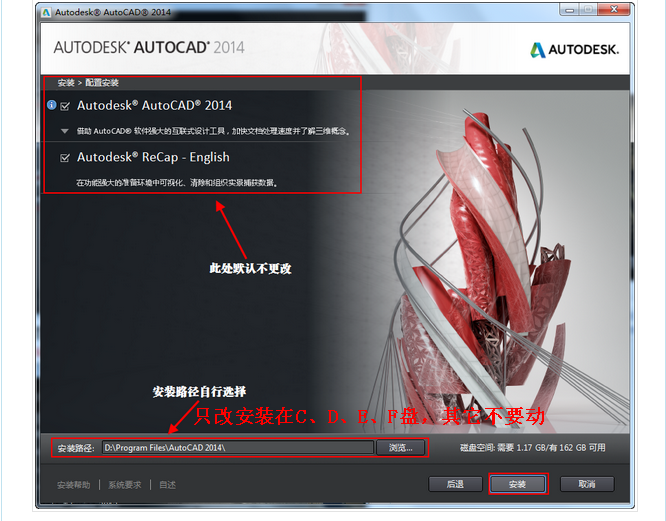 Autodesk® AutoCAD® 2014
AUTODESK® AUTOCAD® 2014
AUTODESK.
安装 > 配置安装
Autodesk® AutoCAD® 2014
借助 AutoCAD® 软件强大的互联式设计工具，加快文档处理速度并了解三维概念。
Autodesk® ReCap - English
在功能强大的准备环境中可视化、清除和组织实景捕获数据。
此处默认不更改
安装路径自行选择
只改安装在C、D、E、F盘，其它不要动
安装路径: D:\Program Files\AutoCAD 2014\ 浏览... 磁盘空间: 需要 1.17 GB/有 162 GB 可用
安装帮助 | 系统要求 | 自述 后退 安装 取消